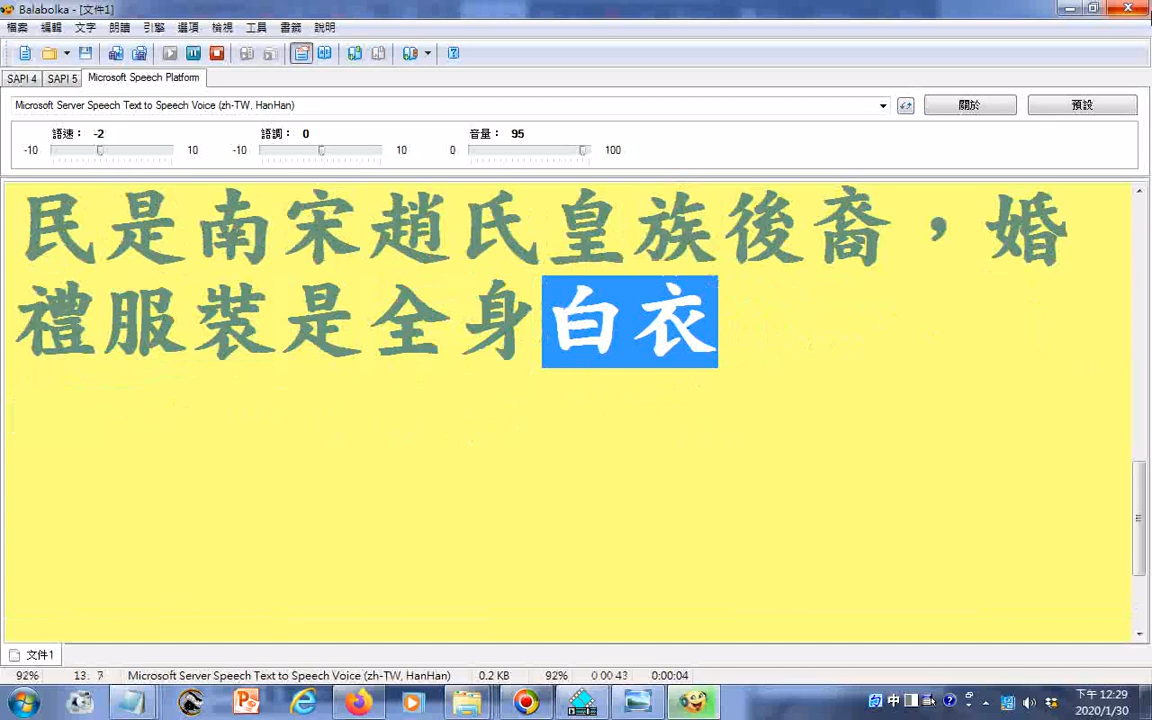 Balabolka - [文件1]
檔案 編輯 文字 朗讀 引擎 選項 檢視 工具 書籤 說明
SAPI 4 SAPI 5 Microsoft Speech Platform
Microsoft Server Speech Text to Speech Voice (zh-TW, HanHan) 關於 預設
語速： -2 語調： 0 音量： 95
-10 10 -10 10 0 100
民是南宋趙氏皇族後裔，婚
禮服裝是全身白衣
文件1
92% 13: 7 Microsoft Server Speech Text to Speech Voice (zh-TW, HanHan) 0.2 KB 92% 0:00:43 0:00:04
中 下午 12:29
2020/1/30